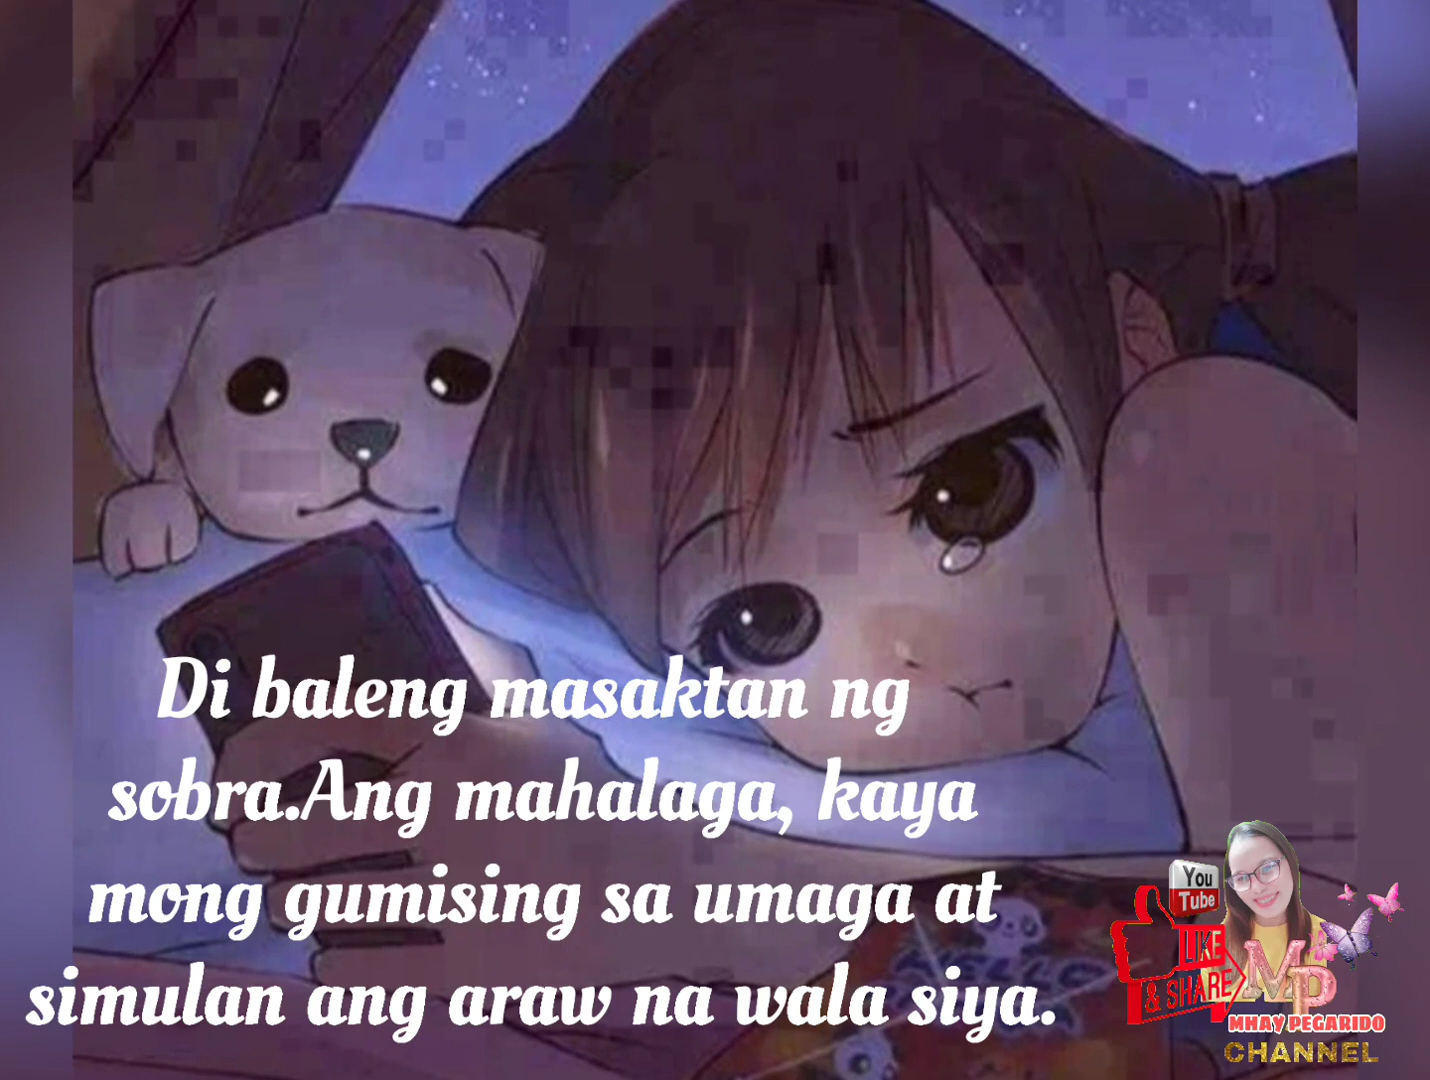 Di baleng masaktan ng
sobra.Ang mahalaga, kaya
mong gumising sa umaga at
simulan ang araw na wala siya.
You
Tube
LIKE
& SHARE
MP
MHAY PEGARIDO
CHANNEL